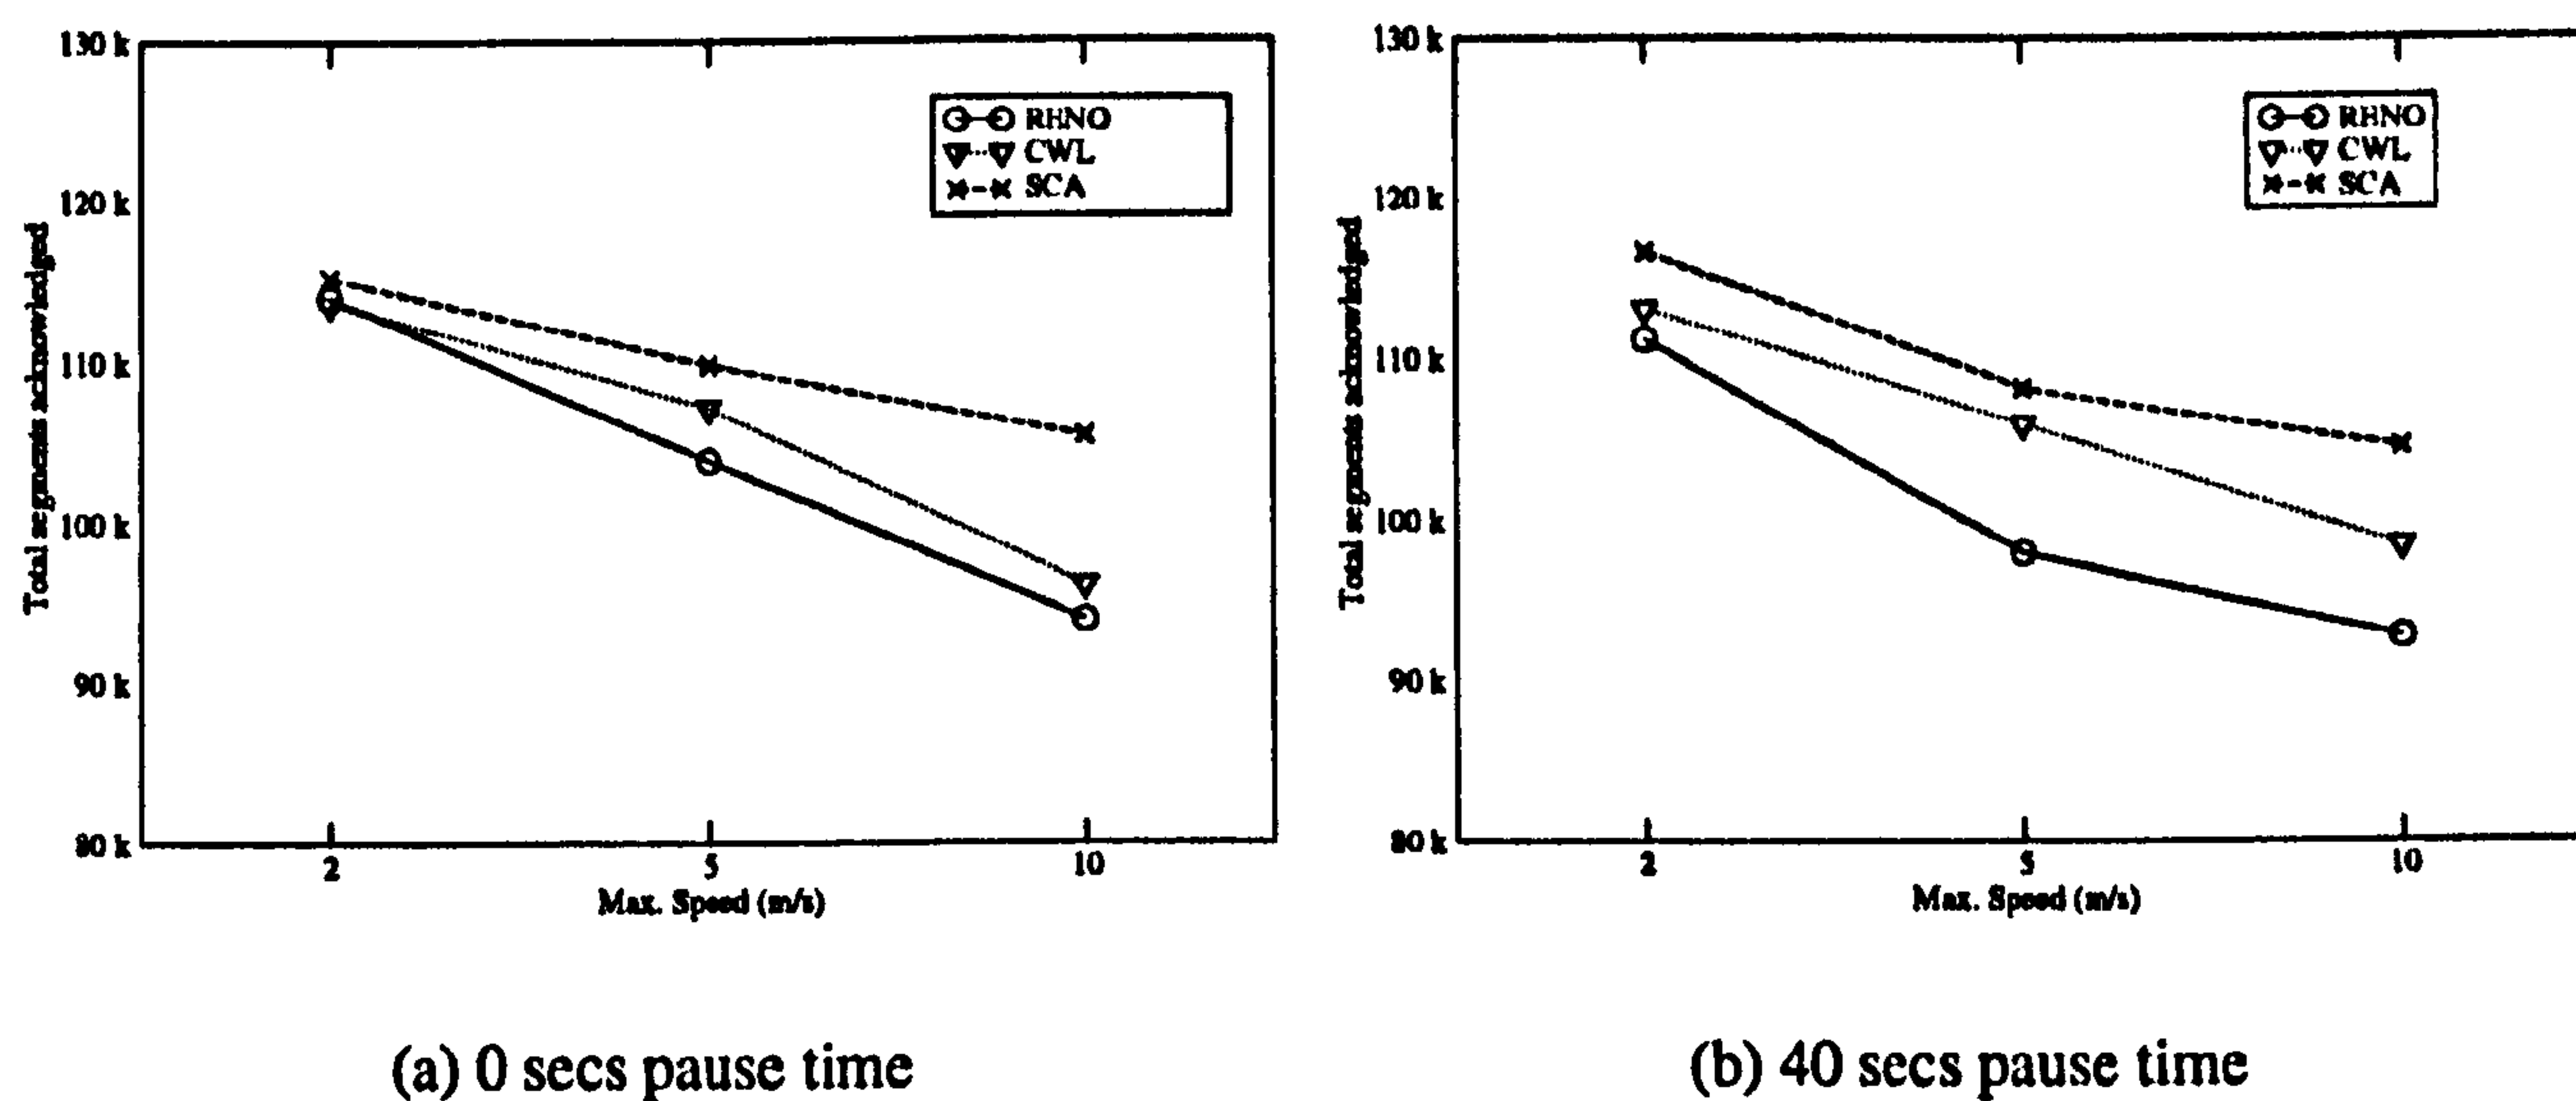 130 k
120 k
110 k
100 k
90 k
80 k
Total segments acknowledged
RENO
CWL
SCA
2
5
10
Max. Speed (m/s)
(a) 0 secs pause time
130 k
120 k
110 k
100 k
90 k
80 k
Total segments acknowledged
RENO
CWL
SCA
2
5
10
Max. Speed (m/s)
(b) 40 secs pause time